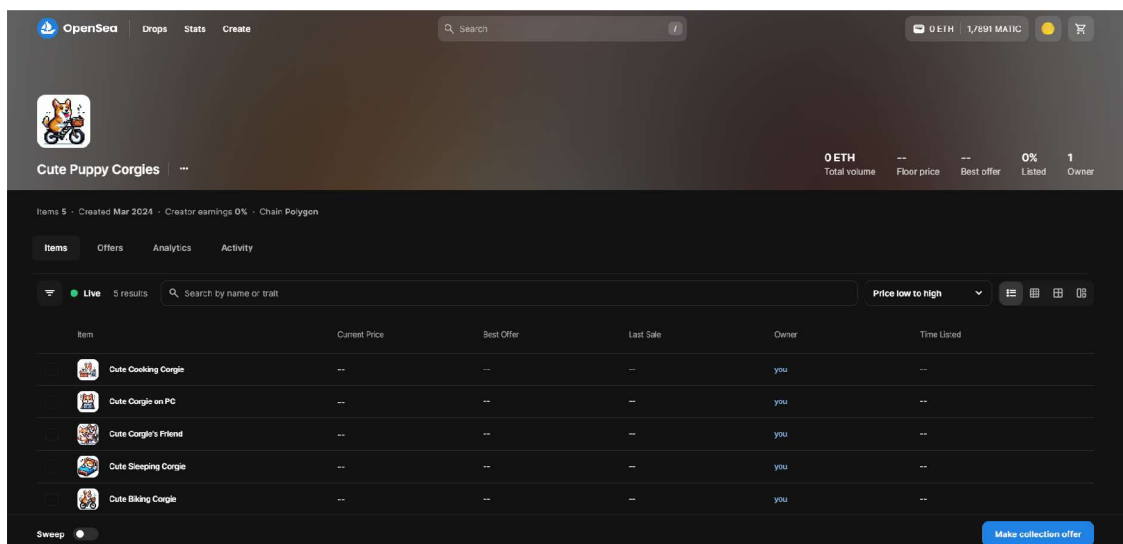 OpenSea Drops Stats Create Search / 0 ETH 1,7891 MATIC
Cute Puppy Corgies ...
0 ETH -- -- 0% 1
Total volume Floor price Best offer Listed Owner
Items 5 · Created Mar 2024 · Creator earnings 0% · Chain Polygon
Items Offers Analytics Activity
Live 5 results Search by name or trait Price low to high
Item Current Price Best Offer Last Sale Owner Time Listed
Cute Cooking Corgie -- -- -- you --
Cute Corgie on PC -- -- -- you --
Cute Corgie's Friend -- -- -- you --
Cute Sleeping Corgie -- -- -- you --
Cute Biking Corgie -- -- -- you --
Sweep Make collection offer